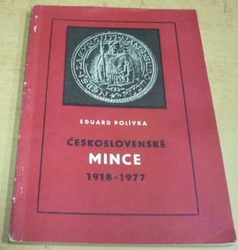 EDUARD POLÍVKA
ČESKOSLOVENSKÉ
MINCE
1918-1977